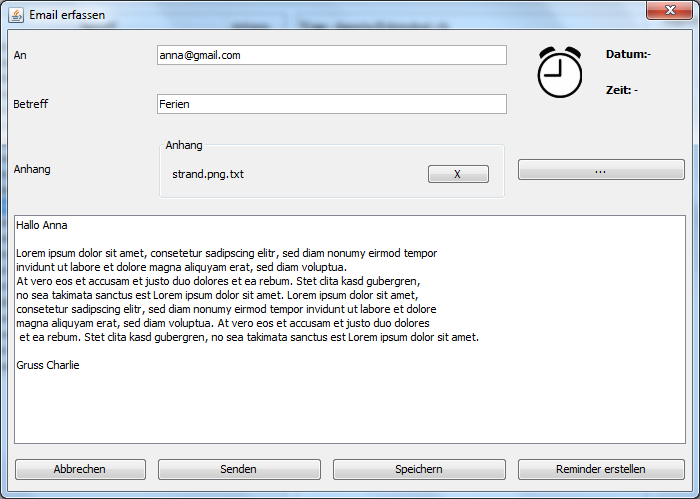 Email erfassen
An
anna@gmail.com
Datum:-
Betreff
Ferien
Zeit: -
Anhang
Anhang
strand.png.txt
X
...
Hallo Anna
Lorem ipsum dolor sit amet, consetetur sadipscing elitr, sed diam nonumy eirmod tempor
invidunt ut labore et dolore magna aliquyam erat, sed diam voluptua.
At vero eos et accusam et justo duo dolores et ea rebum. Stet clita kasd gubergren,
no sea takimata sanctus est Lorem ipsum dolor sit amet. Lorem ipsum dolor sit amet,
consetetur sadipscing elitr, sed diam nonumy eirmod tempor invidunt ut labore et dolore
magna aliquyam erat, sed diam voluptua. At vero eos et accusam et justo duo dolores
et ea rebum. Stet clita kasd gubergren, no sea takimata sanctus est Lorem ipsum dolor sit amet.
Gruss Charlie
Abbrechen
Senden
Speichern
Reminder erstellen